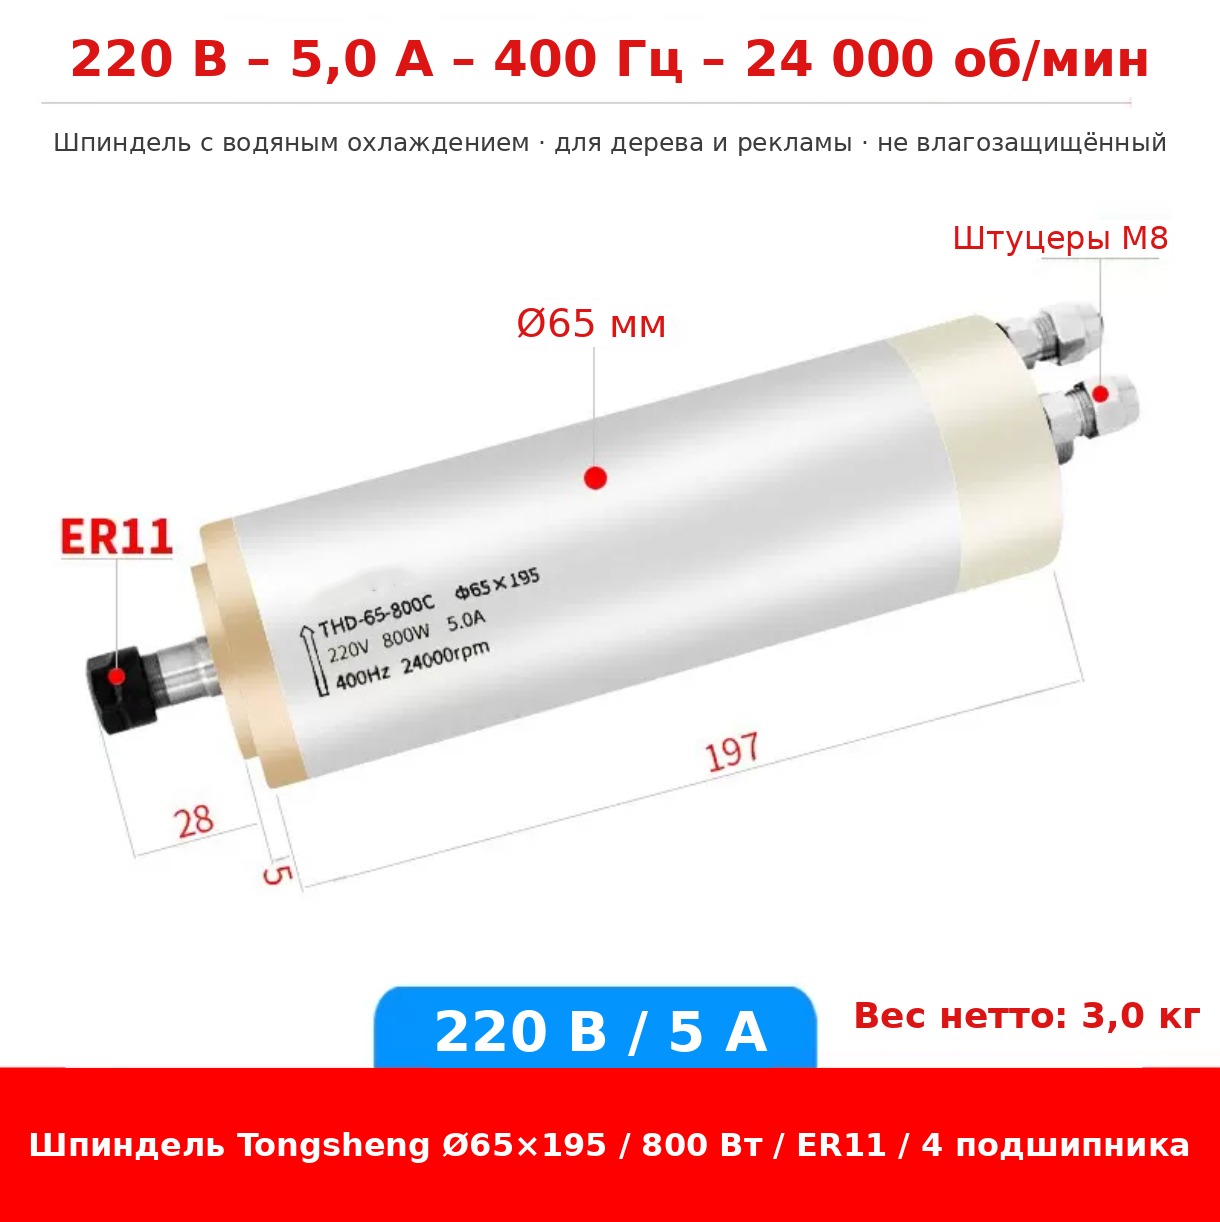 220 В – 5,0 А – 400 Гц – 24 000 об/мин
Шпиндель с водяным охлаждением · для дерева и рекламы · не влагозащищённый
Штуцеры М8
Ø65 мм
ER11
THD-65-800C Ф65×195
220V 800W 5.0A
400Hz 24000rpm
197
28
5
220 В / 5 А
Вес нетто: 3,0 кг
Шпиндель Tongsheng Ø65×195 / 800 Вт / ER11 / 4 подшипника